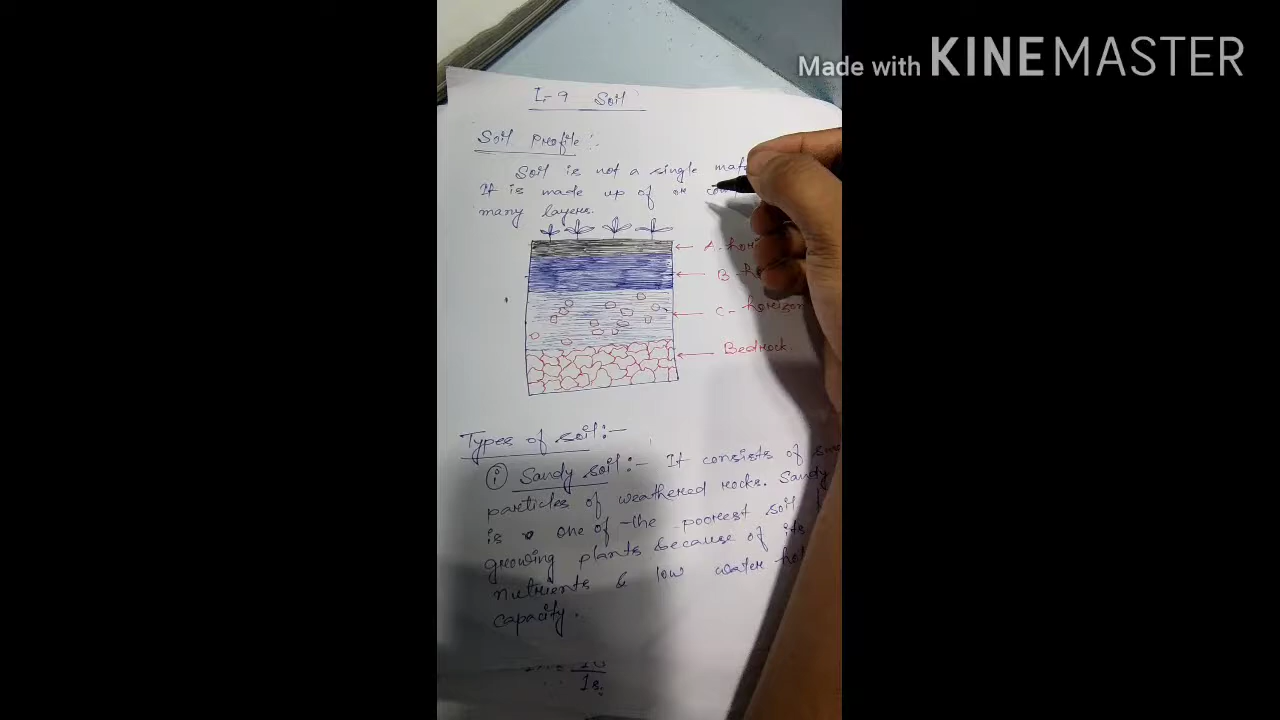 Made with KINEMASTER
L-9 Soil
Soil Profile:
Soil is not a single
It is made up of or
many layers.
A-
B-
C- horizon
Bedrock.
Types of soil:-
(i) Sandy soil:- It consists of
particles of weathered rocks. Sandy
is one of the poorest soil
growing plants because of its
nutrients & low water
capacity.